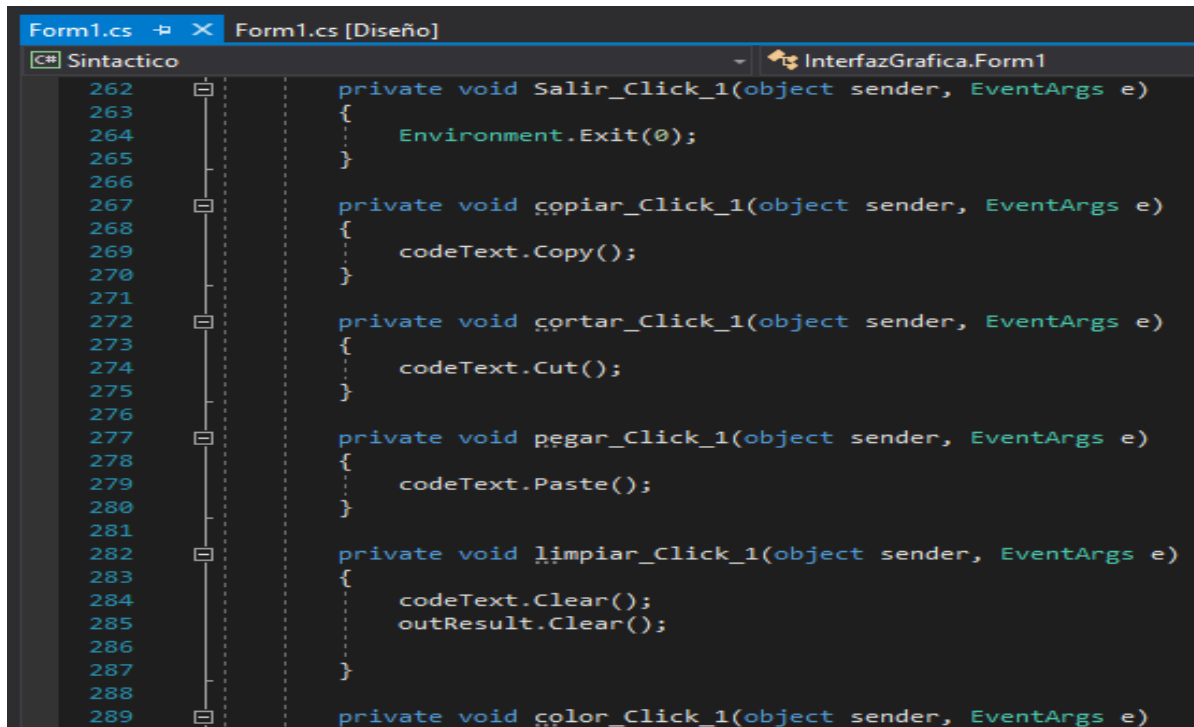 Form1.cs Form1.cs [Diseño]
C# Sintactico InterfazGrafica.Form1
262 private void Salir_Click_1(object sender, EventArgs e)
263 {
264 Environment.Exit(0);
265 }
266
267 private void copiar_Click_1(object sender, EventArgs e)
268 {
269 codeText.Copy();
270 }
271
272 private void cortar_Click_1(object sender, EventArgs e)
273 {
274 codeText.Cut();
275 }
276
277 private void pegar_Click_1(object sender, EventArgs e)
278 {
279 codeText.Paste();
280 }
281
282 private void limpiar_Click_1(object sender, EventArgs e)
283 {
284 codeText.Clear();
285 outResult.Clear();
286
287 }
288
289 private void color_Click_1(object sender, EventArgs e)